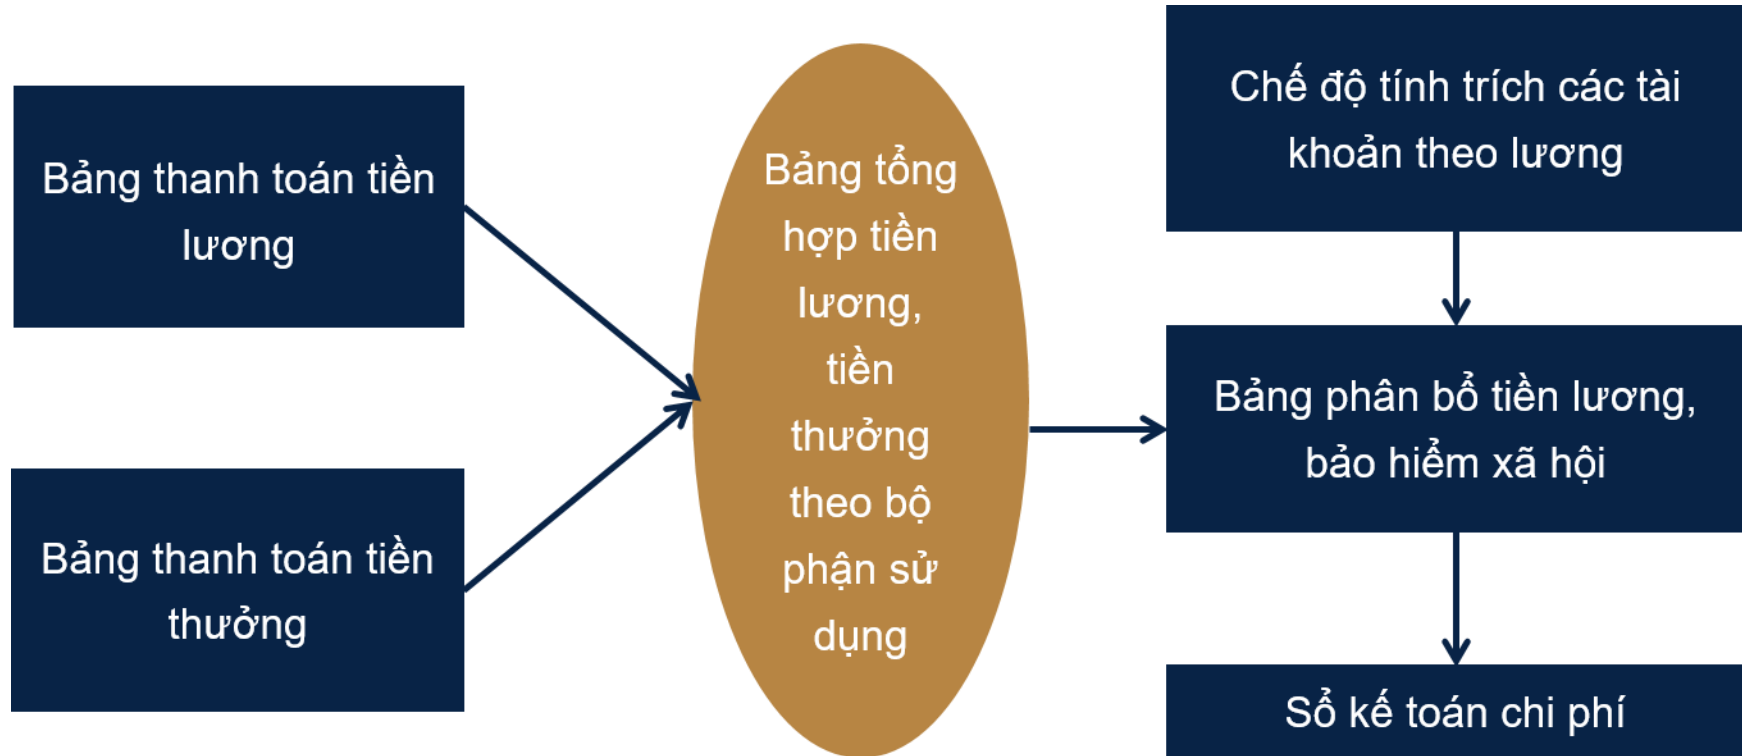 Bảng thanh toán tiền
lương
Bảng thanh toán tiền
thưởng
Bảng tổng
hợp tiền
lương,
tiền
thưởng
theo bộ
phận sử
dụng
Chế độ tính trích các tài
khoản theo lương
Bảng phân bổ tiền lương,
bảo hiểm xã hội
Sổ kế toán chi phí